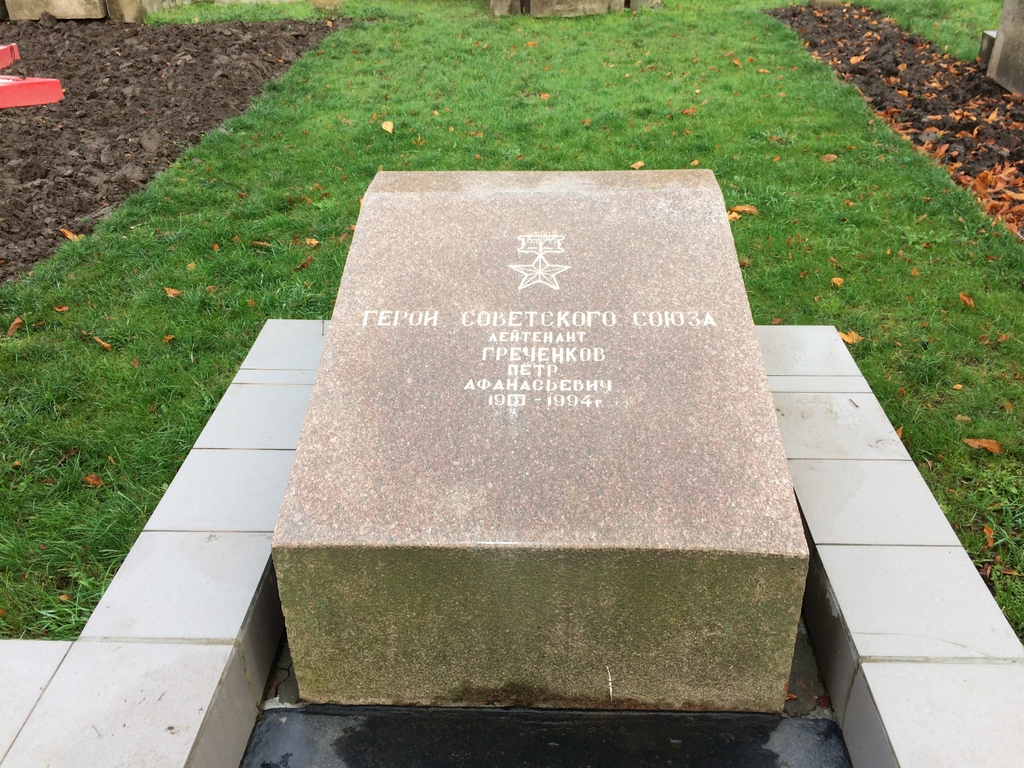 ГЕРОЙ СОВЕТСКОГО СОЮЗА
ЛЕЙТЕНАНТ
ГРЕЧЕНКОВ
ПЕТР
АФАНАСЬЕВИЧ
- 1994 г.